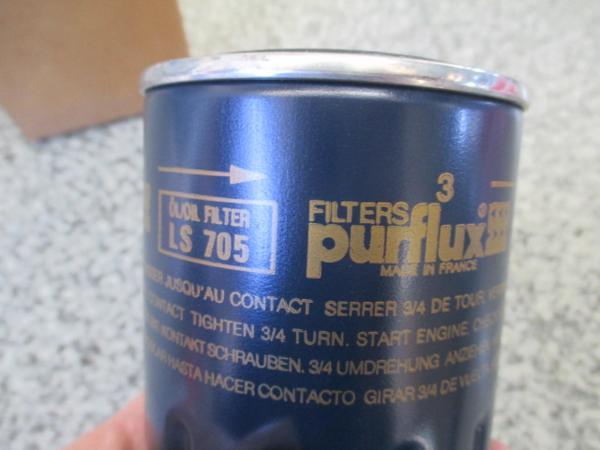 ÖL/OIL FILTER
LS 705
3
FILTERS
purflux®
MADE IN FRANCE
JUSQU'AU CONTACT SERRER 3/4 DE TOUR.
CONTACT TIGHTEN 3/4 TURN. START ENGINE.
KONTAKT SCHRAUBEN. 3/4 UMDREHUNG
HASTA HACER CONTACTO GIRAR 3/4 DE